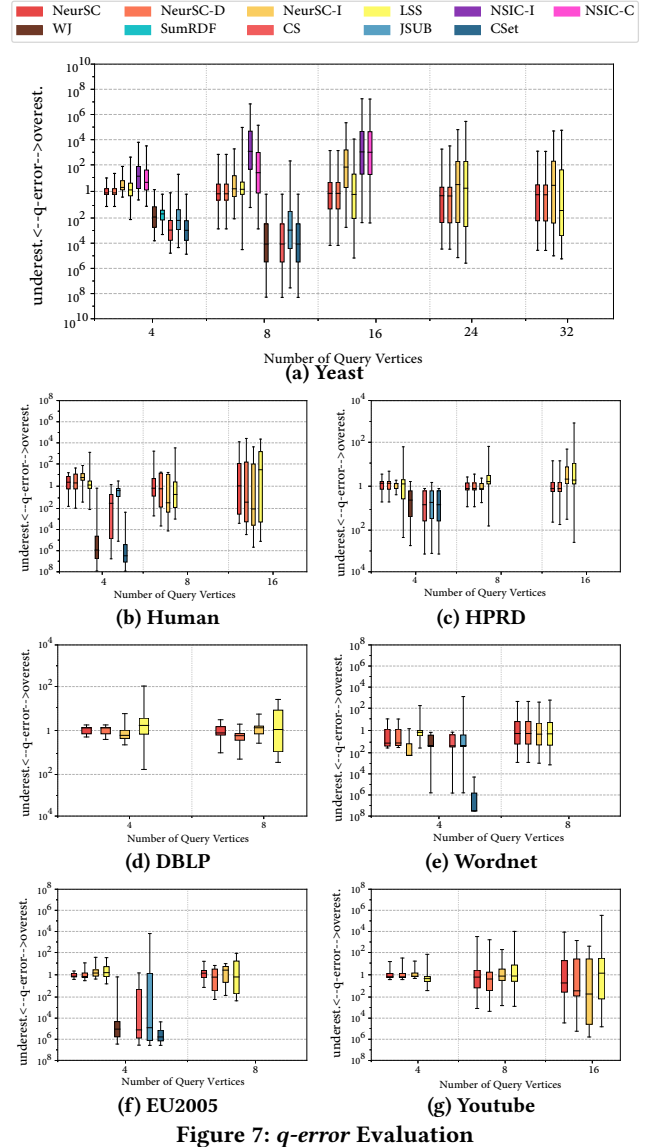 NeurSC NeurSC-D NeurSC-I LSS NSIC-I NSIC-C
WJ SumRDF CS JSUB CSet
underest.<--q-error-->overest.
10^10
10^8
10^6
10^4
10^2
1
10^2
10^4
10^6
10^8
10^10
4 8 16 24 32
Number of Query Vertices
(a) Yeast
underest.<--q-error-->overest.
10^8
10^6
10^4
10^2
1
10^2
10^4
10^6
10^8
4 8 16
Number of Query Vertices
(b) Human
underest.<--q-error-->overest.
10^4
10^2
1
10^2
10^4
4 8 16
Number of Query Vertices
(c) HPRD
underest.<--q-error-->overest.
10^4
10^2
1
10^2
10^4
4 8
Number of Query Vertices
(d) DBLP
underest.<--q-error-->overest.
10^8
10^6
10^4
10^2
1
10^2
10^4
10^6
10^8
4 8
Number of Query Vertices
(e) Wordnet
underest.<--q-error-->overest.
10^8
10^6
10^4
10^2
1
10^2
10^4
10^6
10^8
4 8
Number of Query Vertices
(f) EU2005
underest.<--q-error-->overest.
10^8
10^6
10^4
10^2
1
10^2
10^4
10^6
10^8
4 8 16
Number of Query Vertices
(g) Youtube
Figure 7: q-error Evaluation